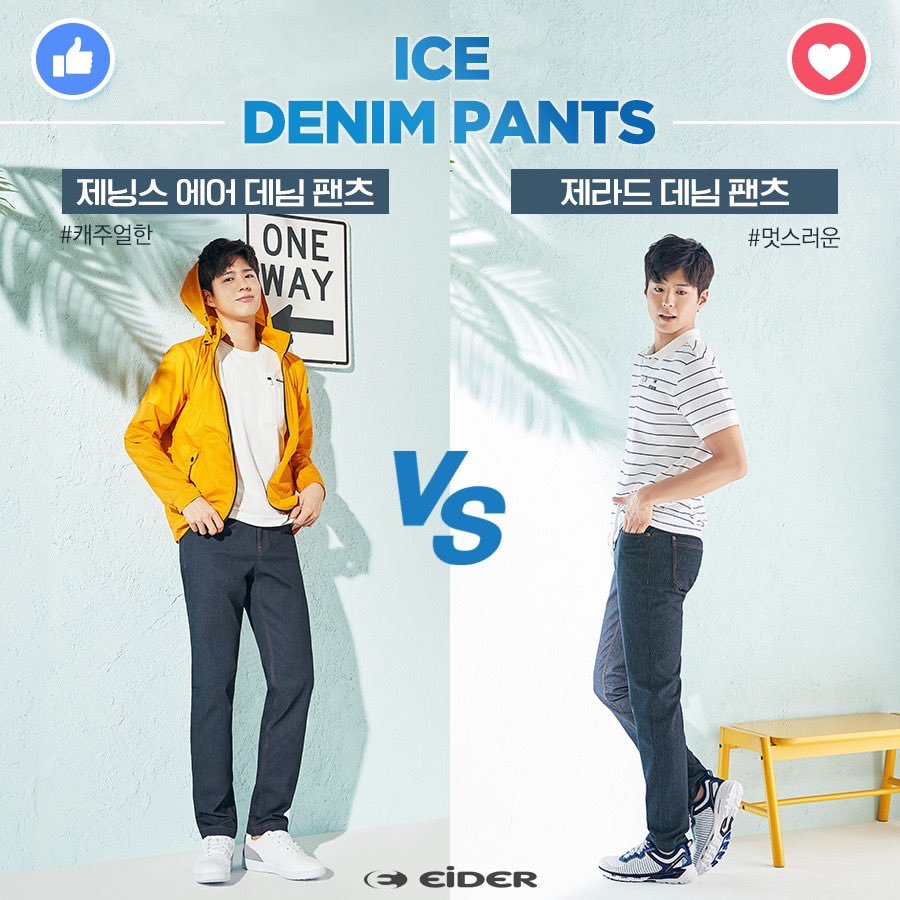 ICE
DENIM PANTS
제닝스 에어 데님 팬츠
#캐주얼한
제라드 데님 팬츠
#멋스러운
ONE
WAY
VS
EiDER